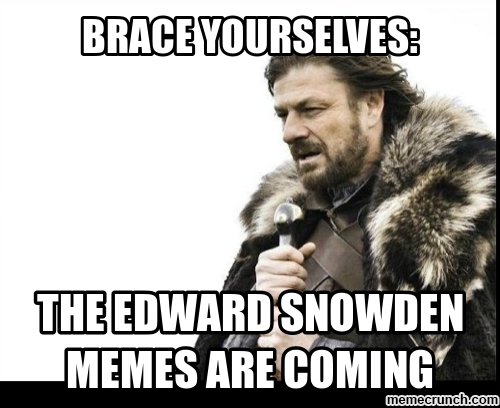 BRACE YOURSELVES:
THE EDWARD SNOWDEN
MEMES ARE COMING
memecrunch.com